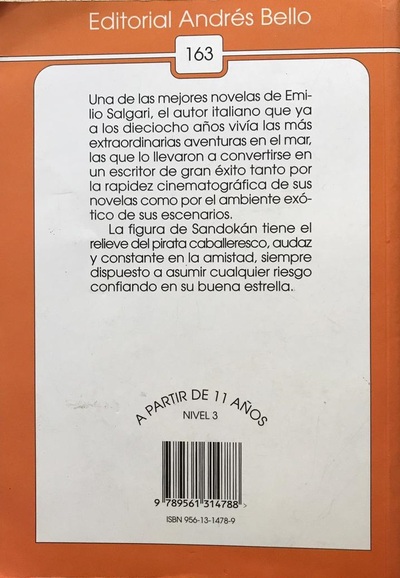 Editorial Andrés Bello
163
Una de las mejores novelas de Emi-
lio Salgari, el autor italiano que ya
a los dieciocho años vivía las más
extraordinarias aventuras en el mar,
las que lo llevaron a convertirse en
un escritor de gran éxito tanto por
la rapidez cinematográfica de sus
novelas como por el ambiente exó-
tico de sus escenarios.
La figura de Sandokán tiene el
relieve del pirata caballeresco, audaz
y constante en la amistad, siempre
dispuesto a asumir cualquier riesgo
confiando en su buena estrella.
A PARTIR DE 11 AÑOS
NIVEL 3
9 789561 314788 >
ISBN 956-13-1478-9